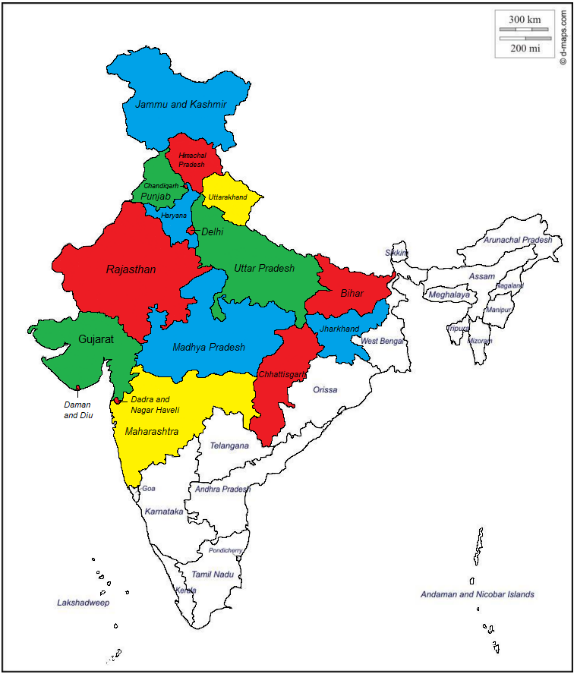 300 km
200 mi
© d-maps.com
Jammu and Kashmir
Himachal
Pradesh
Chandigarh
Punjab
Utterakhand
Haryana
Delhi
Arunachal Pradesh
Sikkim
Rajasthan
Uttar Pradesh
Assam
Nagaland
Bihar
Meghalaya
Manipur
Gujarat
Jharkhand
Tripura
Madhya Pradesh
West Bengal
Mizoram
Chhattisgarh
Orissa
Daman
and Diu
Dadra and
Nagar Haveli
Maharashtra
Telangana
Goa
Andhra Pradesh
Karnataka
Pondicherry
Tamil Nadu
Kerala
Lakshadweep
Andaman and Nicobar Islands